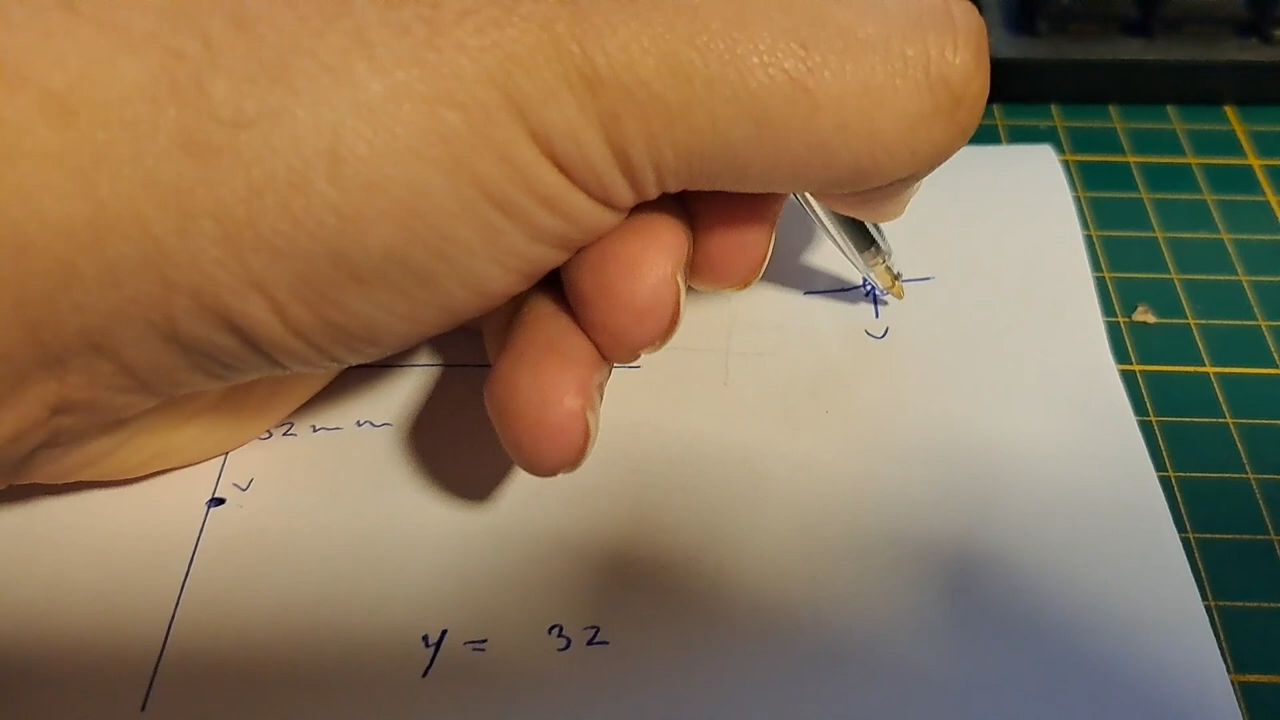 32mm
v
y = 32